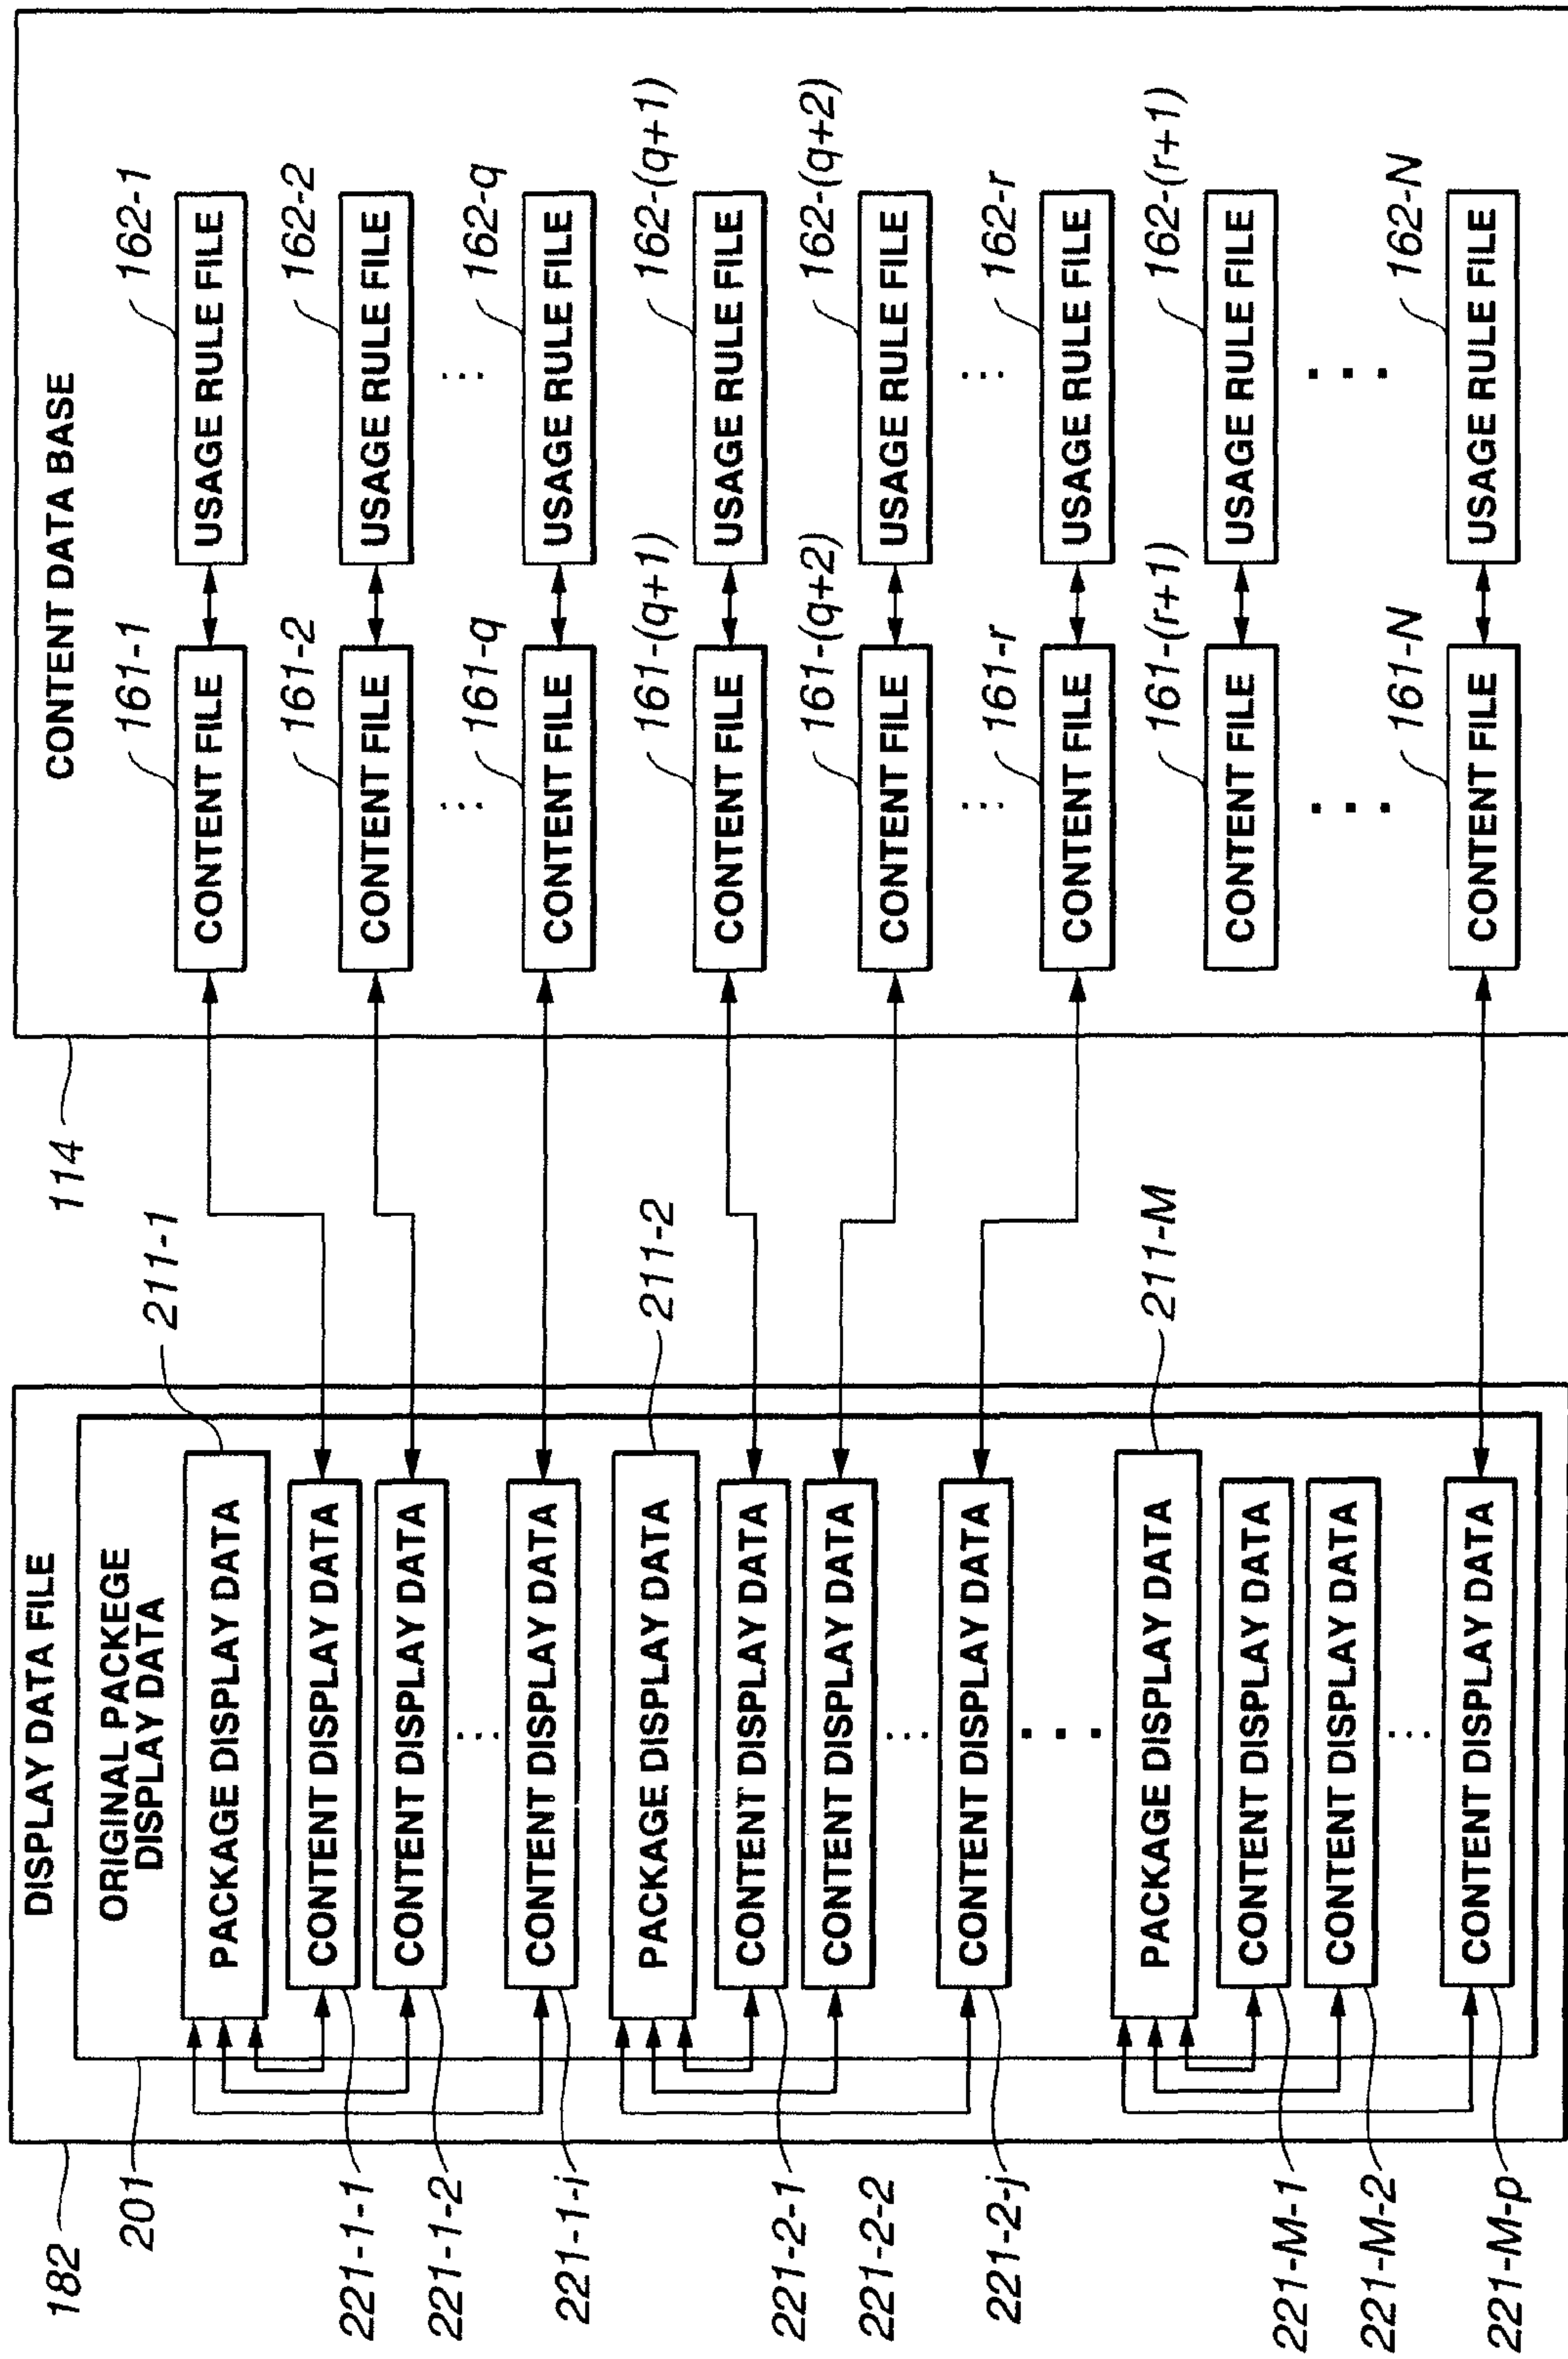 DISPLAY DATA FILE
182
ORIGINAL PACKEGE
DISPLAY DATA
201
PACKAGE DISPLAY DATA
211-1
CONTENT DISPLAY DATA
221-1-1
CONTENT DISPLAY DATA
221-1-2
...
CONTENT DISPLAY DATA
221-1-i
PACKAGE DISPLAY DATA
211-2
CONTENT DISPLAY DATA
221-2-1
CONTENT DISPLAY DATA
221-2-2
...
CONTENT DISPLAY DATA
221-2-j
...
PACKAGE DISPLAY DATA
211-M
CONTENT DISPLAY DATA
221-M-1
CONTENT DISPLAY DATA
221-M-2
...
CONTENT DISPLAY DATA
221-M-p
CONTENT DATA BASE
114
CONTENT FILE
161-1
USAGE RULE FILE
162-1
CONTENT FILE
161-2
USAGE RULE FILE
162-2
...
...
CONTENT FILE
161-q
USAGE RULE FILE
162-q
CONTENT FILE
161-(q+1)
USAGE RULE FILE
162-(q+1)
CONTENT FILE
161-(q+2)
USAGE RULE FILE
162-(q+2)
...
...
CONTENT FILE
161-r
USAGE RULE FILE
162-r
CONTENT FILE
161-(r+1)
USAGE RULE FILE
162-(r+1)
...
...
CONTENT FILE
161-N
USAGE RULE FILE
162-N